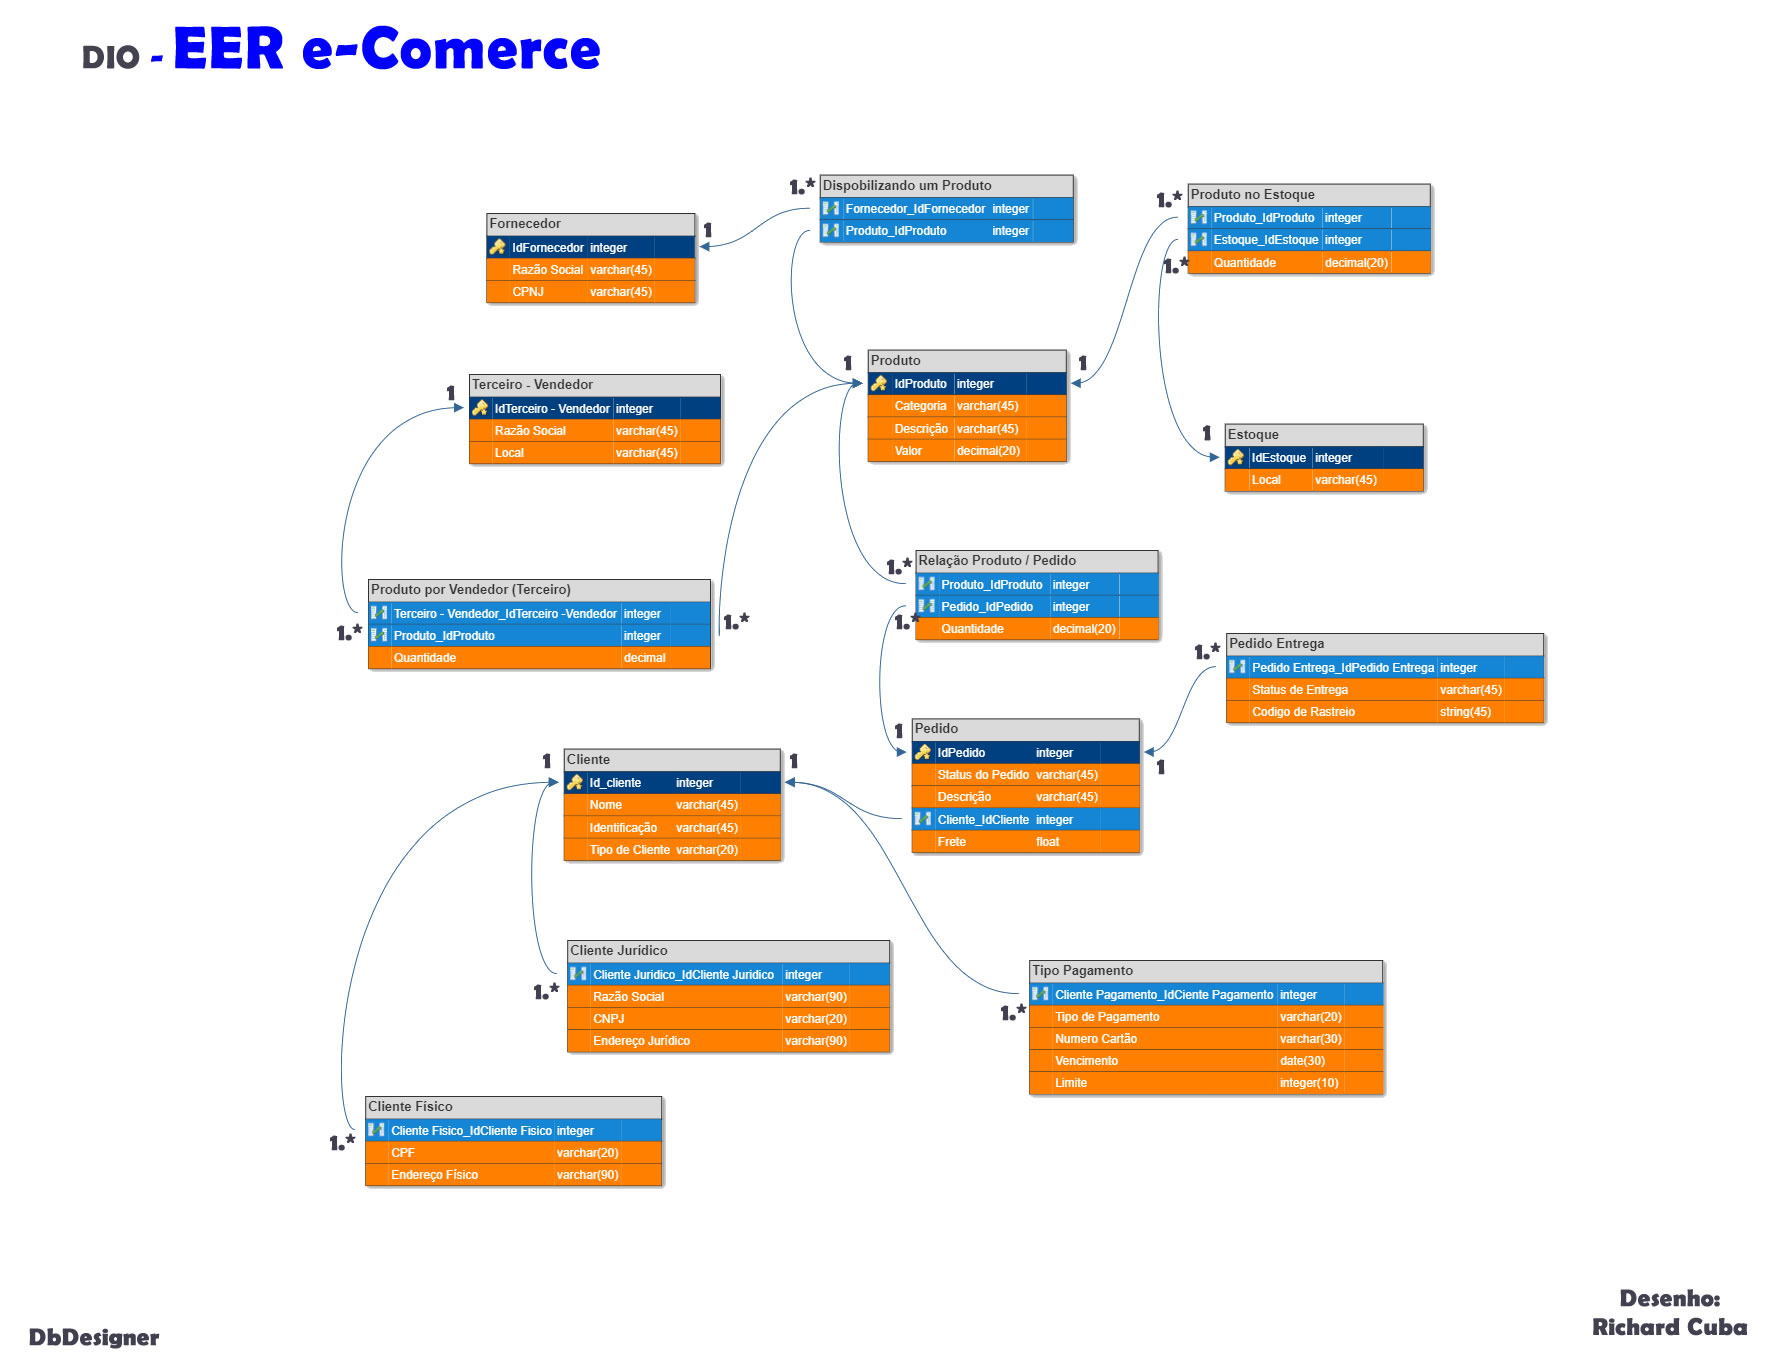 DIO - EER e-Comerce
Dispobilizando um Produto
Fornecedor_IdFornecedor integer
Produto_IdProduto integer
1.*
Produto no Estoque
Produto_IdProduto integer
Estoque_IdEstoque integer
Quantidade decimal(20)
1.*
1.*
Fornecedor
IdFornecedor integer
Razão Social varchar(45)
CPNJ varchar(45)
1
Produto
IdProduto integer
Categoria varchar(45)
Descrição varchar(45)
Valor decimal(20)
1
1
Terceiro - Vendedor
IdTerceiro - Vendedor integer
Razão Social varchar(45)
Local varchar(45)
1
Estoque
IdEstoque integer
Local varchar(45)
1
Relação Produto / Pedido
Produto_IdProduto integer
Pedido_IdPedido integer
Quantidade decimal(20)
1.*
1.*
Produto por Vendedor (Terceiro)
Terceiro - Vendedor_IdTerceiro -Vendedor integer
Produto_IdProduto integer
Quantidade decimal
1.*
1.*
Pedido Entrega
Pedido Entrega_IdPedido Entrega integer
Status de Entrega varchar(45)
Codigo de Rastreio string(45)
1.*
Pedido
IdPedido integer
Status do Pedido varchar(45)
Descrição varchar(45)
Cliente_IdCliente integer
Frete float
1
1
Cliente
Id_cliente integer
Nome varchar(45)
Identificação varchar(45)
Tipo de Cliente varchar(20)
1
1
Cliente Jurídico
Cliente Juridico_IdCliente Juridico integer
Razão Social varchar(90)
CNPJ varchar(20)
Endereço Jurídico varchar(90)
1.*
Tipo Pagamento
Cliente Pagamento_IdCiente Pagamento integer
Tipo de Pagamento varchar(20)
Numero Cartão varchar(30)
Vencimento date(30)
Limite integer(10)
1.*
Cliente Físico
Cliente Fisico_IdCliente Fisico integer
CPF varchar(20)
Endereço Físico varchar(90)
1.*
Desenho:
Richard Cuba
DbDesigner